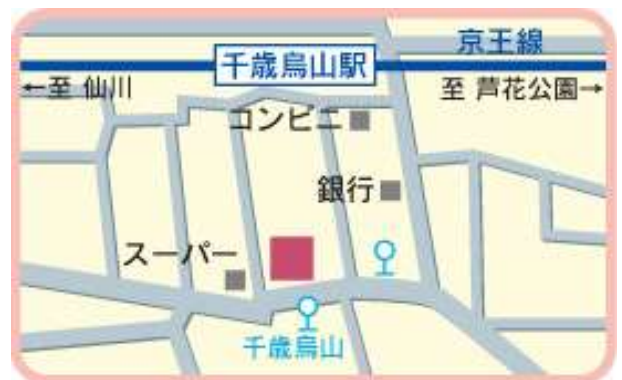 京王線
千歳烏山駅
←至 仙川
至 芦花公園→
コンビニ
銀行
スーパー
千歳烏山